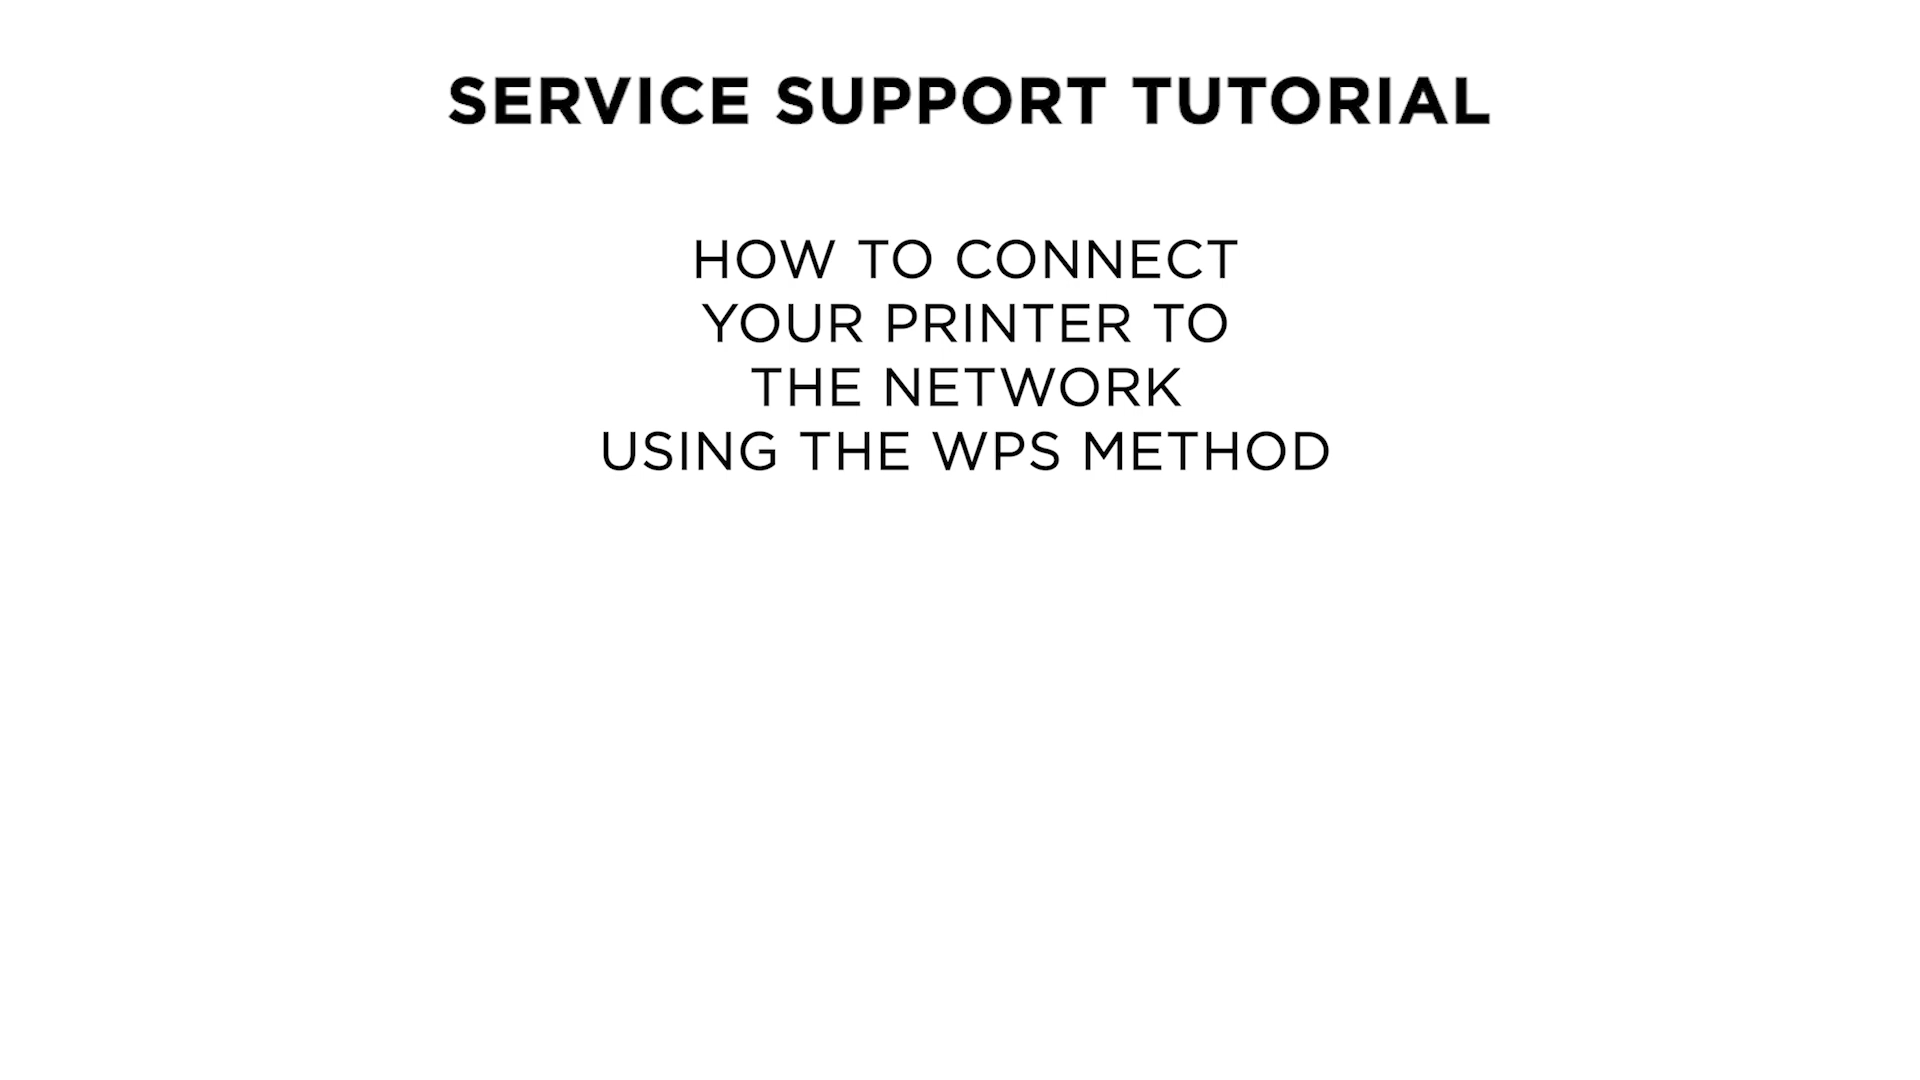 SERVICE SUPPORT TUTORIAL
HOW TO CONNECT
YOUR PRINTER TO
THE NETWORK
USING THE WPS METHOD